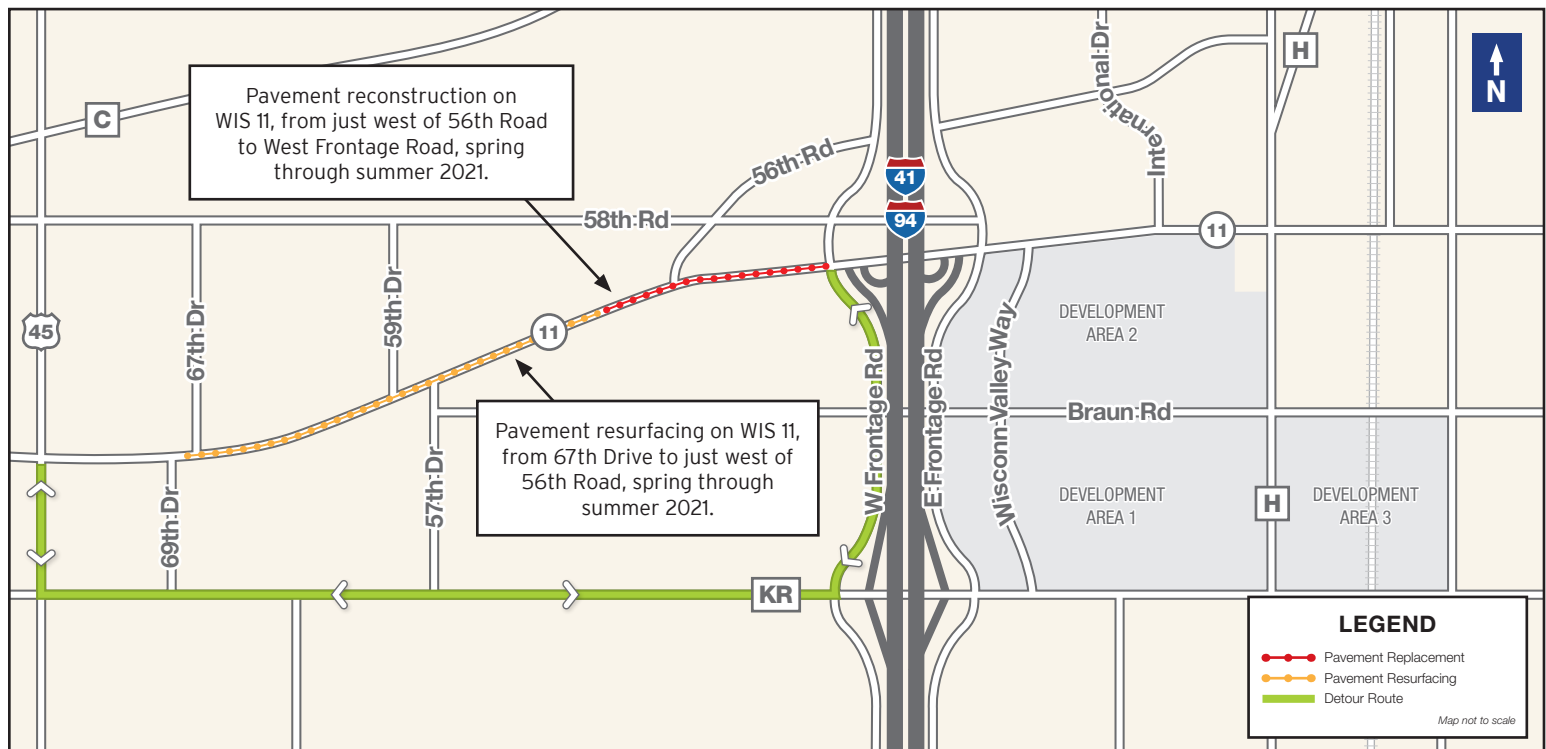 C
Pavement reconstruction on
WIS 11, from just west of 56th Road
to West Frontage Road, spring
through summer 2021.
International Dr
H
N
56th Rd
41
94
58th Rd
11
45
67th Dr
59th Dr
11
DEVELOPMENT
AREA 2
W Frontage Rd
E Frontage Rd
Wisconn Valley Way
Braun Rd
Pavement resurfacing on WIS 11,
from 67th Drive to just west of
56th Road, spring through
summer 2021.
69th Dr
57th Dr
DEVELOPMENT
AREA 1
H
DEVELOPMENT
AREA 3
KR
LEGEND
Pavement Replacement
Pavement Resurfacing
Detour Route
Map not to scale